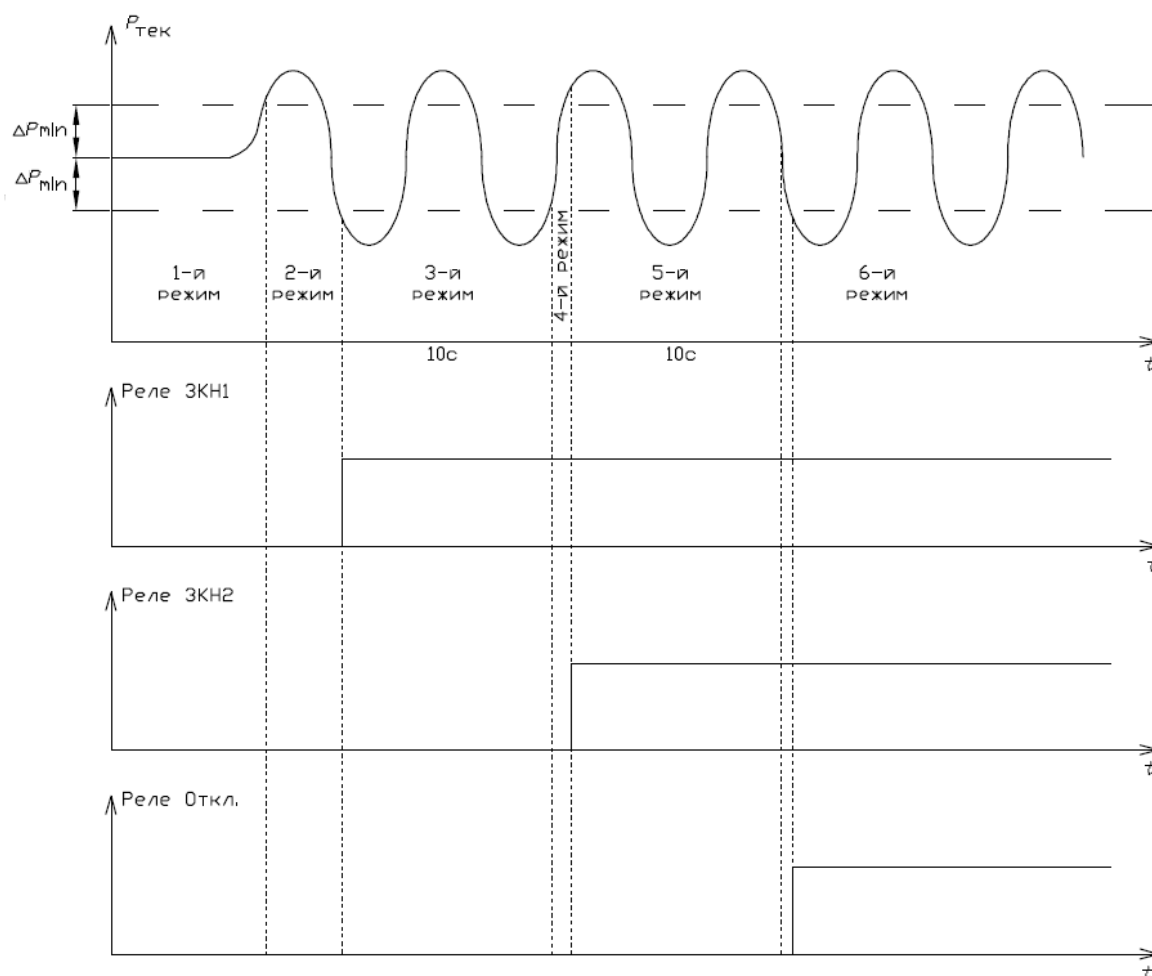 Pтек
ΔPmin
ΔPmin
1-й
режим
2-й
режим
3-й
режим
4-й режим
5-й
режим
6-й
режим
10с
10с
t
Реле ЗКН1
t
Реле ЗКН2
t
Реле Откл.
t